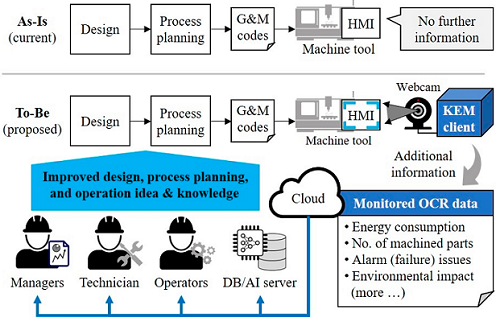 As-Is
(current)
Design
Process
planning
G&M
codes
HMI
Machine tool
No further
information
To-Be
(proposed)
Design
Process
planning
G&M
codes
HMI
Machine tool
Webcam
KEM
client
Additional
information
Improved design, process planning,
and operation idea & knowledge
Cloud
Monitored OCR data
• Energy consumption
• No. of machined parts
• Alarm (failure) issues
• Environmental impact
(more ...)
Managers
Technician
Operators
DB/AI server